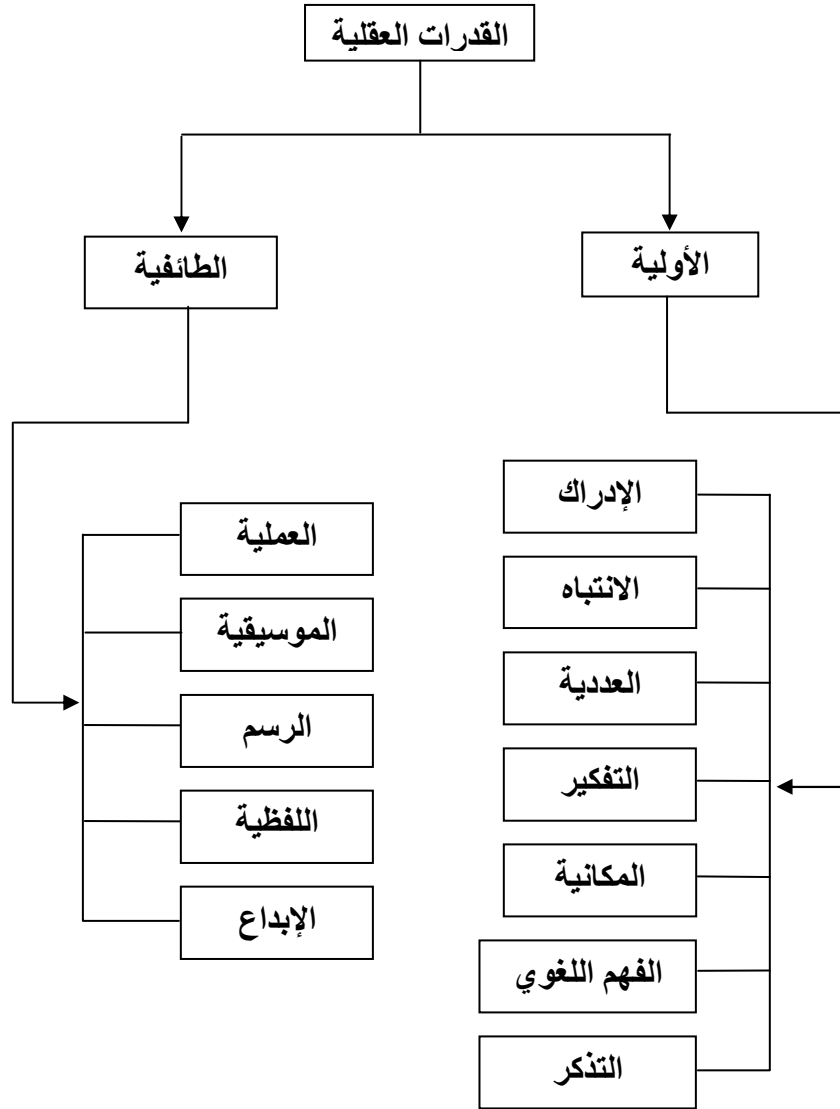 القدرات العقلية
الأولية
الطائفية
الإدراك
الانتباه
العددية
التفكير
المكانية
الفهم اللغوي
التذكر
العملية
الموسيقية
الرسم
اللفظية
الإبداع